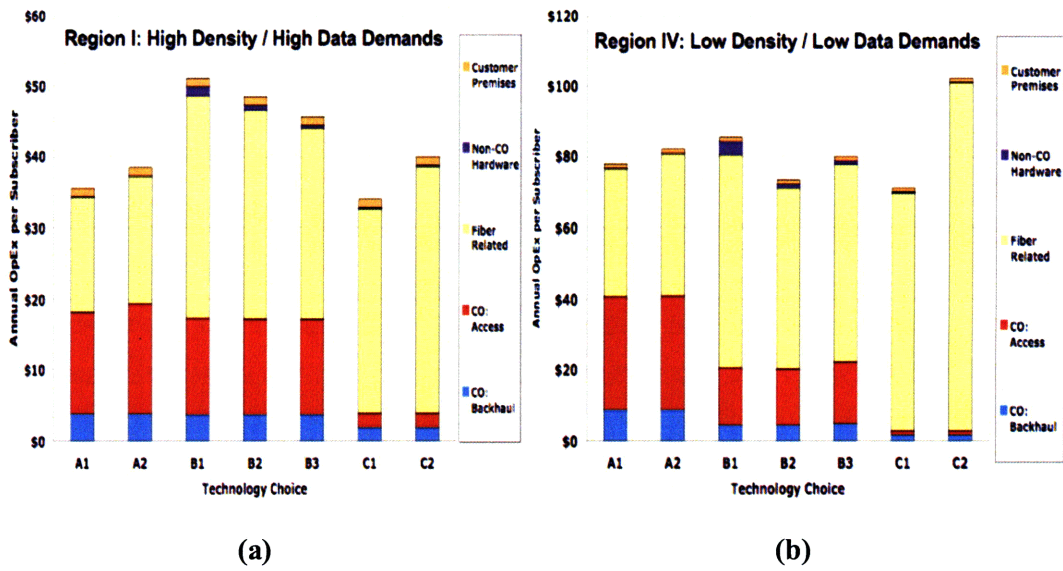 Region I: High Density / High Data Demands
Annual OpEx per Subscriber
$60
$50
$40
$30
$20
$10
$0
A1 A2 B1 B2 B3 C1 C2
Technology Choice
Customer
Premises
Non-CO
Hardware
Fiber
Related
CO:
Access
CO:
Backhaul
(a)
Region IV: Low Density / Low Data Demands
Annual OpEx per Subscriber
$120
$100
$80
$60
$40
$20
$0
A1 A2 B1 B2 B3 C1 C2
Technology Choice
Customer
Premises
Non-CO
Hardware
Fiber
Related
CO:
Access
CO:
Backhaul
(b)